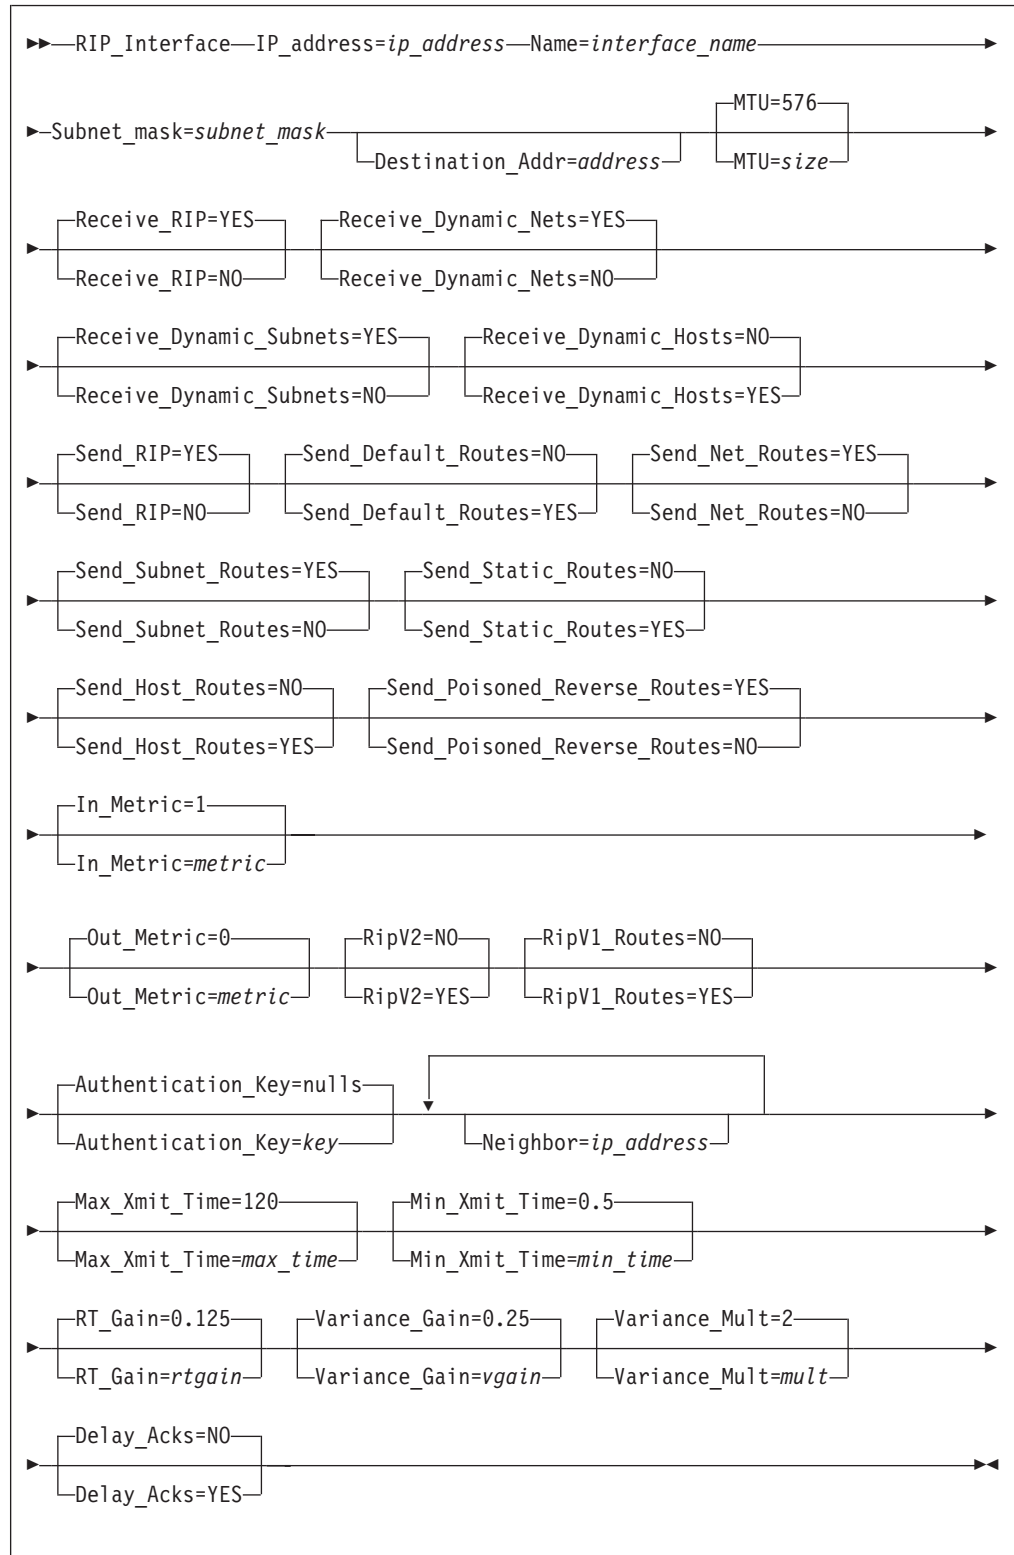 RIP_Interface IP_address=ip_address Name=interface_name
MTU=576
Subnet_mask=subnet_mask
Destination_Addr=address MTU=size
Receive_RIP=YES Receive_Dynamic_Nets=YES
Receive_RIP=NO Receive_Dynamic_Nets=NO
Receive_Dynamic_Subnets=YES Receive_Dynamic_Hosts=NO
Receive_Dynamic_Subnets=NO Receive_Dynamic_Hosts=YES
Send_RIP=YES Send_Default_Routes=NO Send_Net_Routes=YES
Send_RIP=NO Send_Default_Routes=YES Send_Net_Routes=NO
Send_Subnet_Routes=YES Send_Static_Routes=NO
Send_Subnet_Routes=NO Send_Static_Routes=YES
Send_Host_Routes=NO Send_Poisoned_Reverse_Routes=YES
Send_Host_Routes=YES Send_Poisoned_Reverse_Routes=NO
In_Metric=1
In_Metric=metric
Out_Metric=0 RipV2=NO RipV1_Routes=NO
Out_Metric=metric RipV2=YES RipV1_Routes=YES
Authentication_Key=nulls
Authentication_Key=key Neighbor=ip_address
Max_Xmit_Time=120 Min_Xmit_Time=0.5
Max_Xmit_Time=max_time Min_Xmit_Time=min_time
RT_Gain=0.125 Variance_Gain=0.25 Variance_Mult=2
RT_Gain=rtgain Variance_Gain=vgain Variance_Mult=mult
Delay_Acks=NO
Delay_Acks=YES